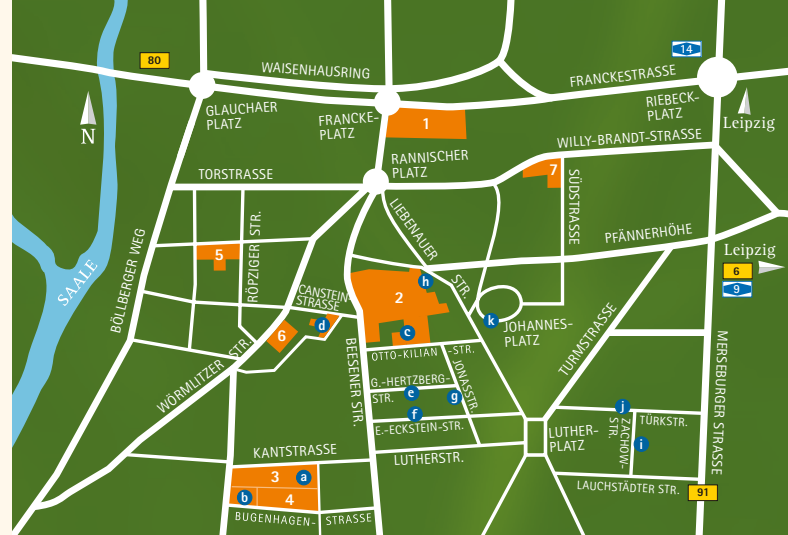 14
80
WAISENHAUSRING
FRANCKESTRASSE
GLAUCHAER
PLATZ
FRANCKE-
PLATZ
RIEBECK-
PLATZ
Leipzig
N
1
WILLY-BRANDT-STRASSE
RANNISCHER
PLATZ
TORSTRASSE
7
SÜDSTRASSE
LIEBENAUER
STR.
PFÄNNERHÖHE
Leipzig
6
9
BÖLLBERGER WEG
RÖPZIGER STR.
5
SAALE
CANSTEIN-
STRASSE
2
h
d
c
k
JOHANNES-
PLATZ
6
WÖRMLITZER STR.
BEESENER STR.
OTTO-KILIAN-STR.
G.-HERTZBERG-
STR.
e
g
JONASSTR.
f
E.-ECKSTEIN-STR.
TURMSTRASSE
MERSEBURGER STRASSE
j
ZACHOW-
STR.
TÜRKSTR.
i
LUTHER-
PLATZ
LUTHERSTR.
KANTSTRASSE
3
a
b
4
BUGENHAGEN-STRASSE
LAUCHSTÄDTER STR.
91